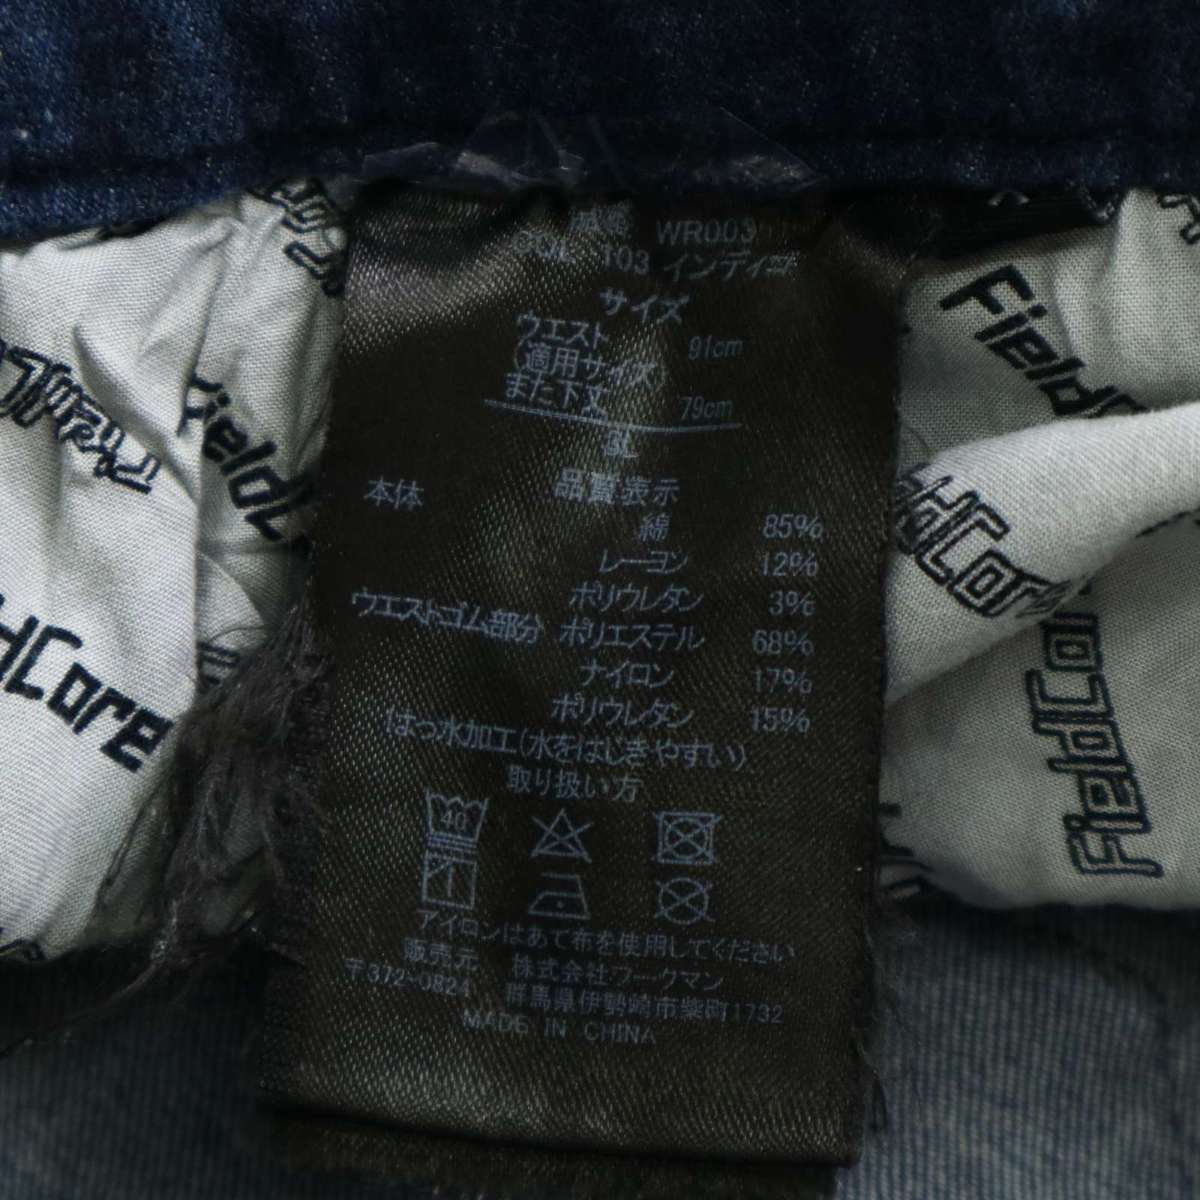 WR003
COL 103 インディゴ
サイズ
ウエスト 91cm
(適用サイズ)
また下丈 79cm
3L
品質表示
本体
綿 85%
レーヨン 12%
ポリウレタン 3%
ウエストゴム部分 ポリエステル 68%
ナイロン 17%
ポリウレタン 15%
はっ水加工(水をはじきやすい)
取り扱い方
40
アイロンはあて布を使用してください
販売元 株式会社ワークマン
〒372-0824 群馬県伊勢崎市柴町1732
MADE IN CHINA
FieldCore
FieldCore